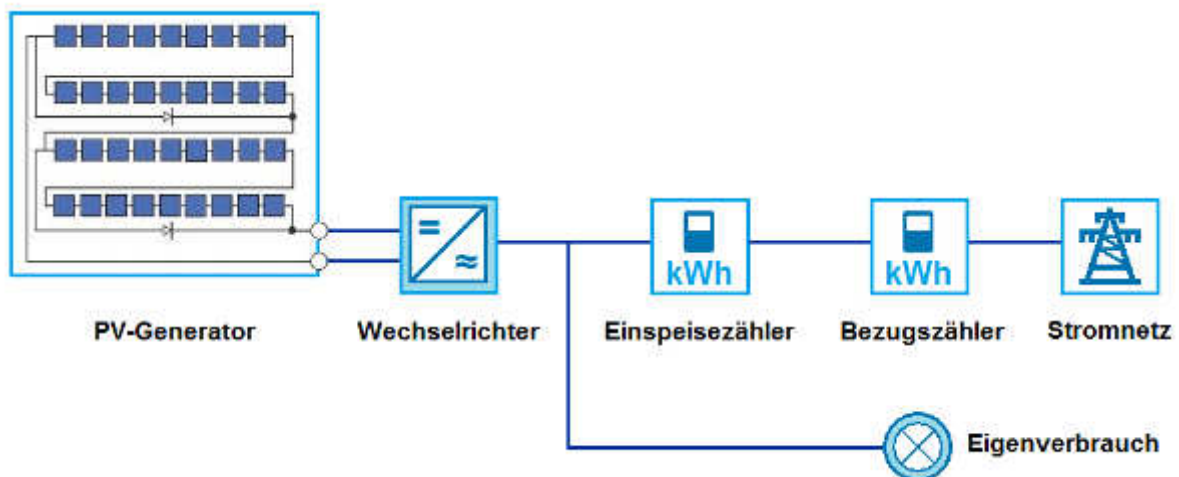 kWh
kWh
PV-Generator
Wechselrichter
Einspeisezähler
Bezugszähler
Stromnetz
Eigenverbrauch